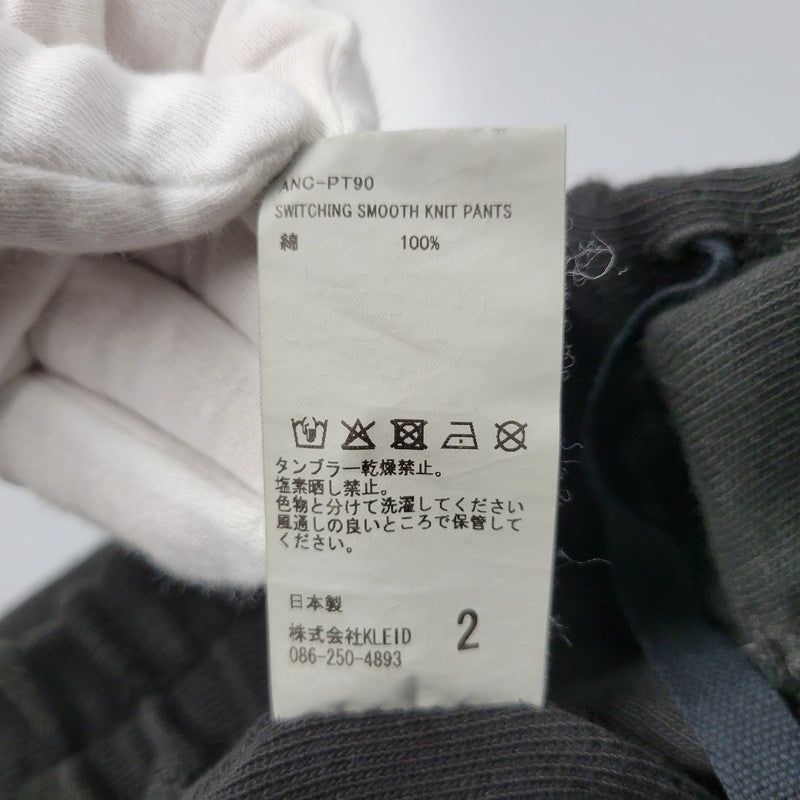 ANC-PT90
SWITCHING SMOOTH KNIT PANTS
綿 100%
タンブラー乾燥禁止。
塩素晒し禁止。
色物と分けて洗濯してください
風通しの良いところで保管して
ください。
日本製
株式会社KLEID
086-250-4893
2